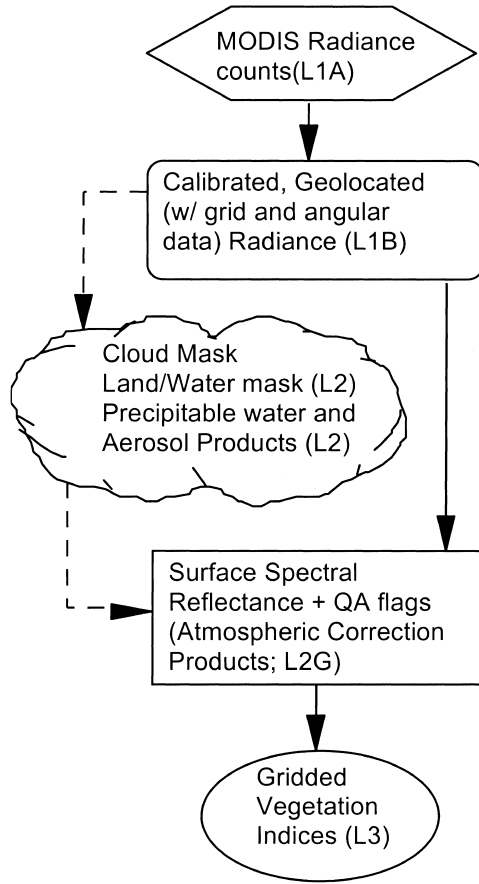 MODIS Radiance
counts(L1A)
Calibrated, Geolocated
(w/ grid and angular
data) Radiance (L1B)
Cloud Mask
Land/Water mask (L2)
Precipitable water and
Aerosol Products (L2)
Surface Spectral
Reflectance + QA flags
(Atmospheric Correction
Products; L2G)
Gridded
Vegetation
Indices (L3)